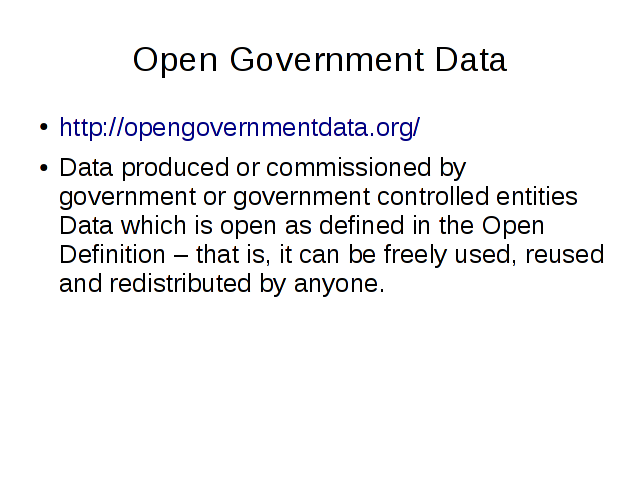 Open Government Data
• http://opengovernmentdata.org/
• Data produced or commissioned by
government or government controlled entities
Data which is open as defined in the Open
Definition – that is, it can be freely used, reused
and redistributed by anyone.